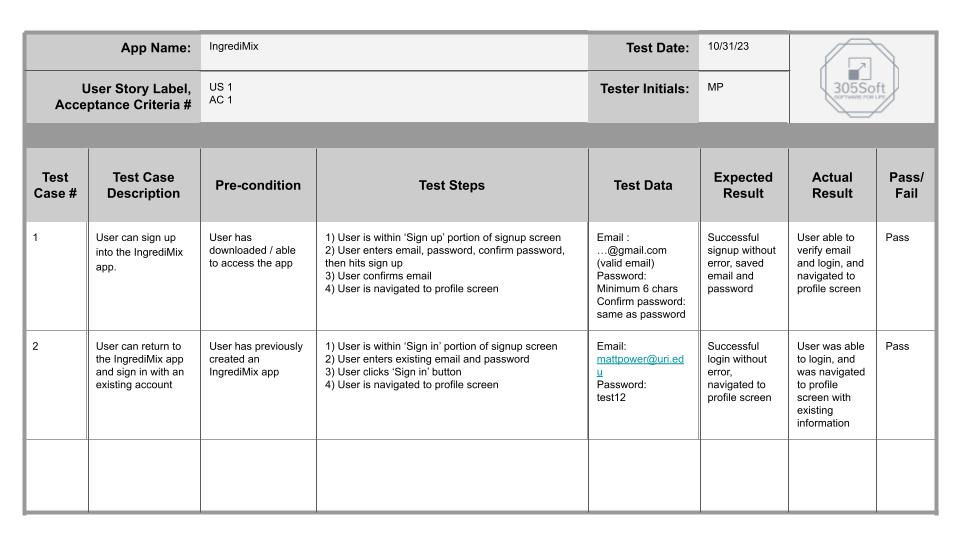 App Name:
IngrediMix
Test Date:
10/31/23
User Story Label,
Acceptance Criteria #
US 1
AC 1
Tester Initials:
MP
305Soft
SOFTWARE FOR LIFE
Test
Case #
Test Case
Description
Pre-condition
Test Steps
Test Data
Expected
Result
Actual
Result
Pass/
Fail
1
User can sign up
into the IngrediMix
app.
User has
downloaded / able
to access the app
1) User is within ‘Sign up’ portion of signup screen
2) User enters email, password, confirm password,
then hits sign up
3) User confirms email
4) User is navigated to profile screen
Email :
…@gmail.com
(valid email)
Password:
Minimum 6 chars
Confirm password:
same as password
Successful
signup without
error, saved
email and
password
User able to
verify email
and login, and
navigated to
profile screen
Pass
2
User can return to
the IngrediMix app
and sign in with an
existing account
User has previously
created an
IngrediMix app
1) User is within ‘Sign in’ portion of signup screen
2) User enters existing email and password
3) User clicks ‘Sign in’ button
4) User is navigated to profile screen
Email:
mattpower@uri.ed
u
Password:
test12
Successful
login without
error,
navigated to
profile screen
User was able
to login, and
was navigated
to profile
screen with
existing
information
Pass